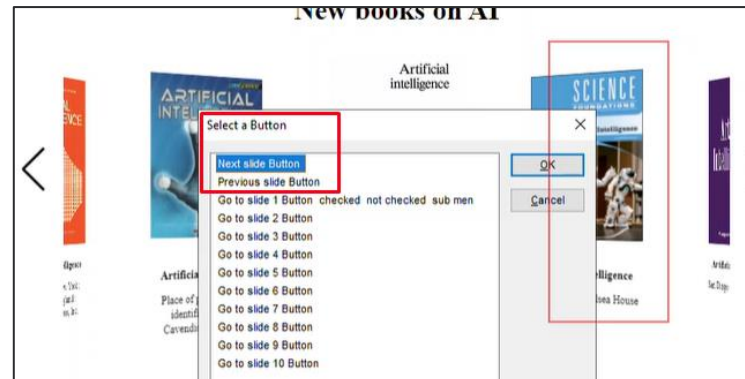 New books on AI
Artificial
intelligence
ARTIFICIAL
INTEL
SCIENCE
FOUNDATIONS
Intelligence
Select a Button
Next slide Button
Previous slide Button
Go to slide 1 Button checked not checked sub men
Go to slide 2 Button
Go to slide 3 Button
Go to slide 4 Button
Go to slide 5 Button
Go to slide 6 Button
Go to slide 7 Button
Go to slide 8 Button
Go to slide 9 Button
Go to slide 10 Button
OK
Cancel
Artificia
Place of p
identifi
Cavendi
elligence
lsea House